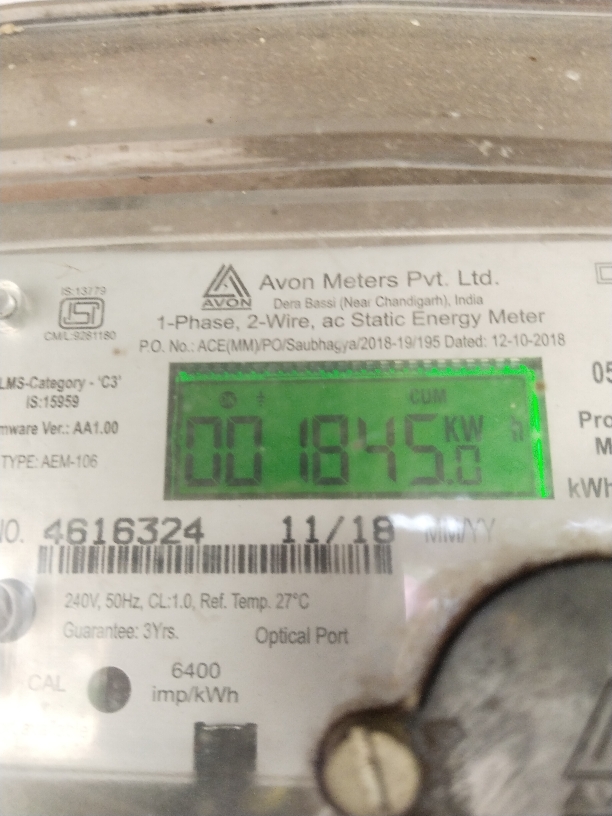 Avon Meters Pvt. Ltd.
AVON
Dera Bassi (Near Chandigarh), India
IS:13779
ISI
CM/L:9281180
1-Phase, 2-Wire, ac Static Energy Meter
P.O. No.: ACE(MM)/PO/Saubhagya/2018-19/195 Dated: 12-10-2018
LMS-Category - 'C3'
IS:15959
mware Ver.: AA1.00
TYPE: AEM-106
CUM
001845.0 KW h
05
Pro
M
kWh
NO. 4616324 11/18 MM/YY
240V, 50Hz, CL:1.0, Ref. Temp. 27°C
Guarantee: 3Yrs. Optical Port
CAL
6400
imp/kWh